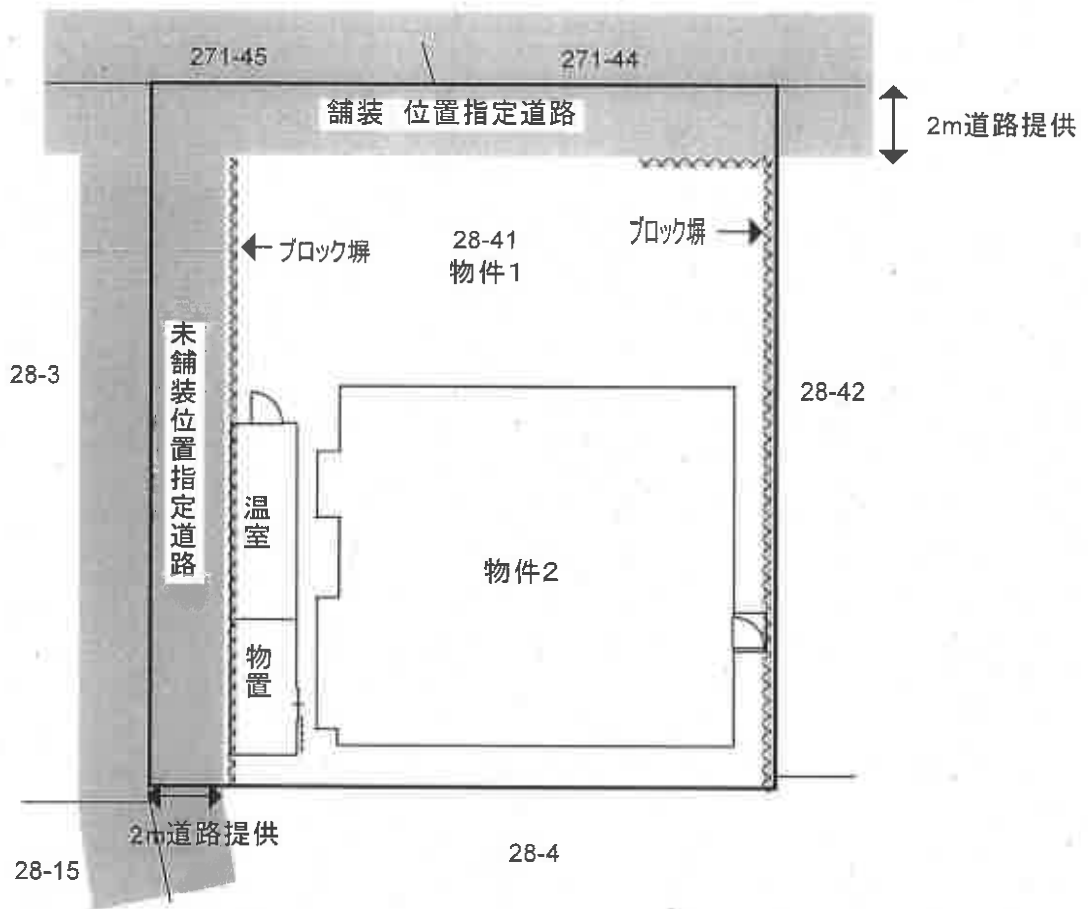 271-45
271-44
舗装 位置指定道路
2m道路提供
ブロック塀
28-41
物件1
ブロック塀
28-3
未舗装位置指定道路
28-42
温室
物件2
物置
2m道路提供
28-15
28-4